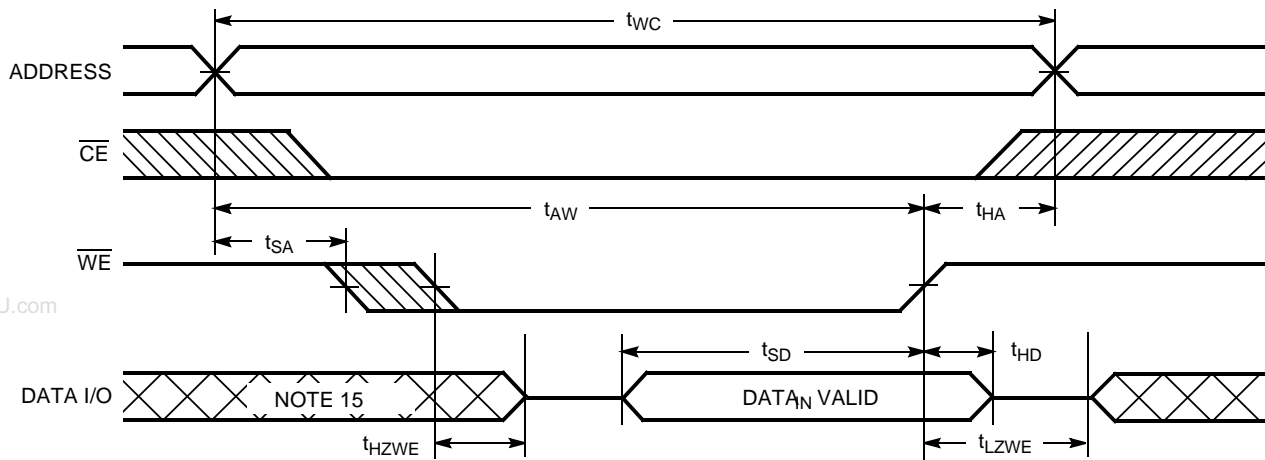 tWC
ADDRESS
CE
tAW
tHA
tSA
WE
U.com
tSD
tHD
DATA I/O
NOTE 15
DATAIN VALID
tHZWE
tLZWE